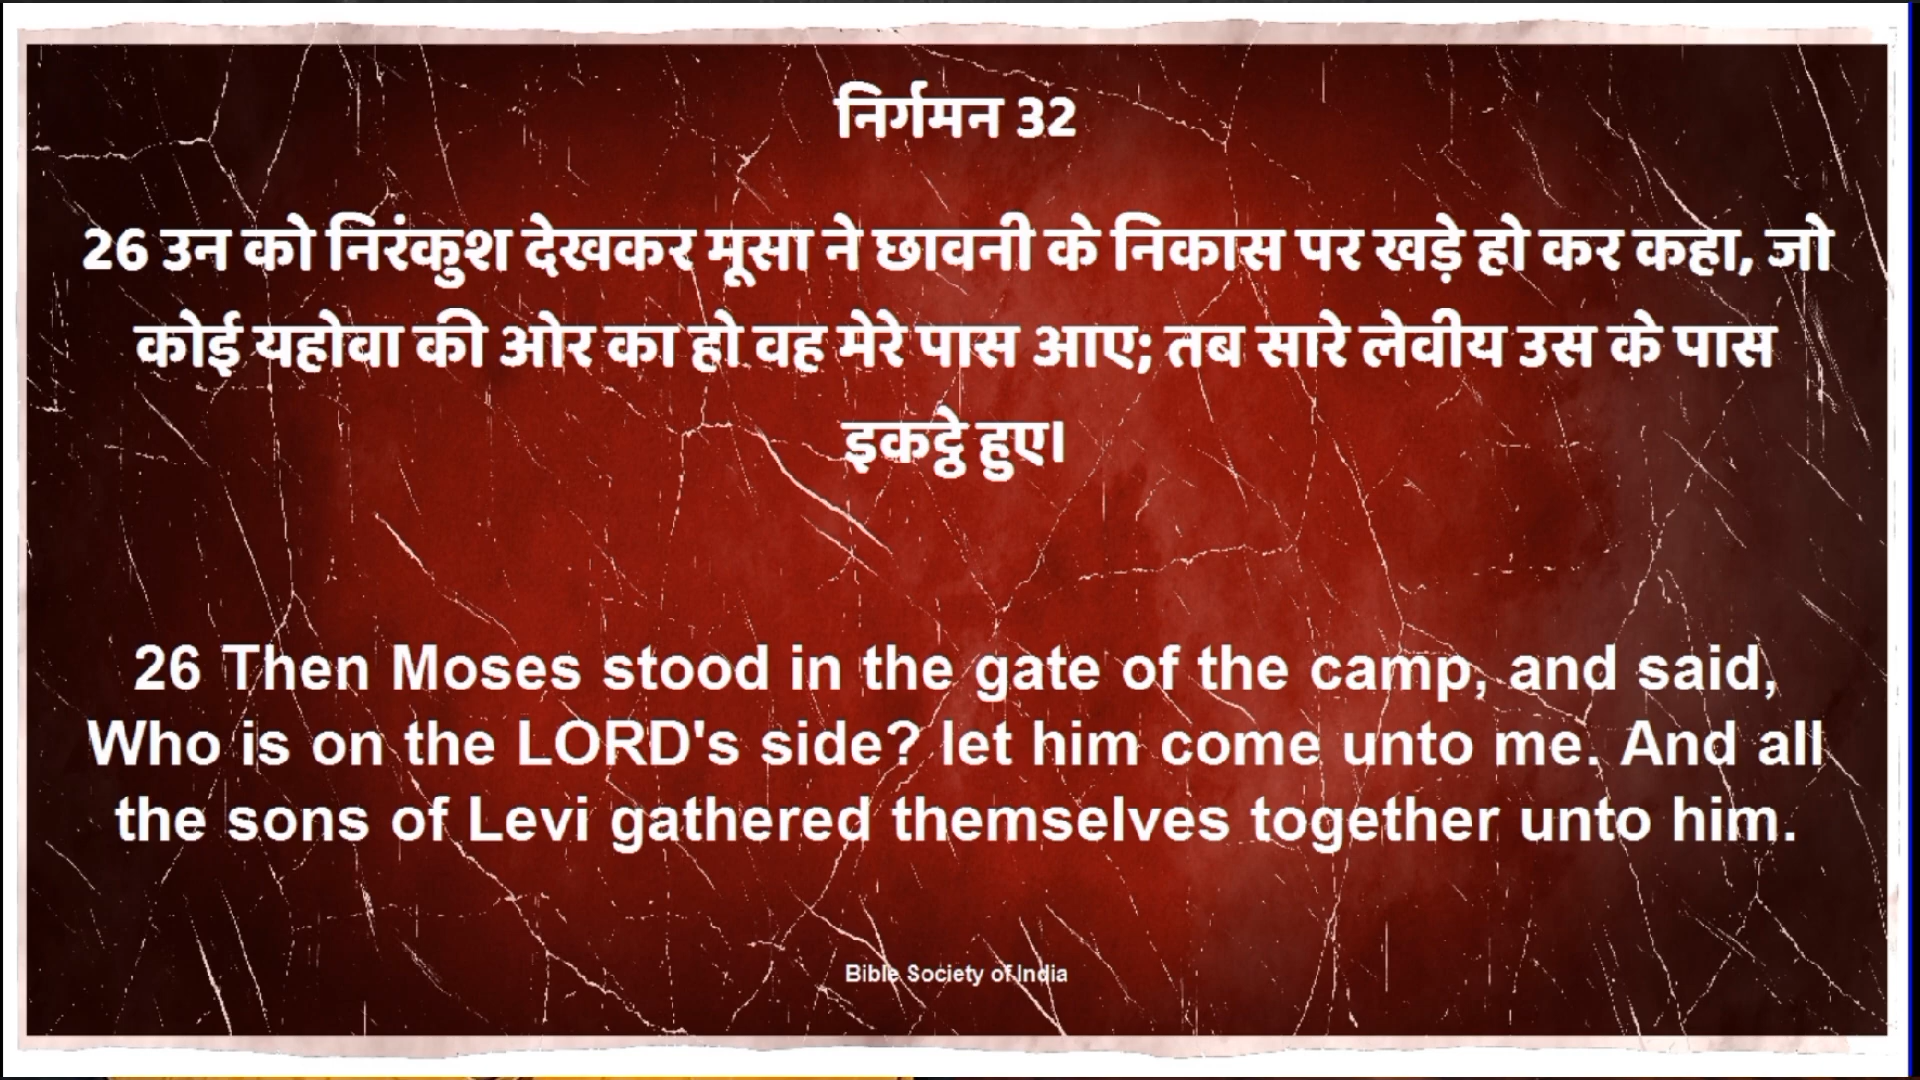 निर्गमन 32
26 उन को निरंकुश देखकर मूसा ने छावनी के निकास पर खड़े हो कर कहा, जो
कोई यहोवा की ओर का हो वह मेरे पास आए; तब सारे लेवीय उस के पास
इकट्ठे हुए।
26 Then Moses stood in the gate of the camp, and said,
Who is on the LORD's side? let him come unto me. And all
the sons of Levi gathered themselves together unto him.
Bible Society of India